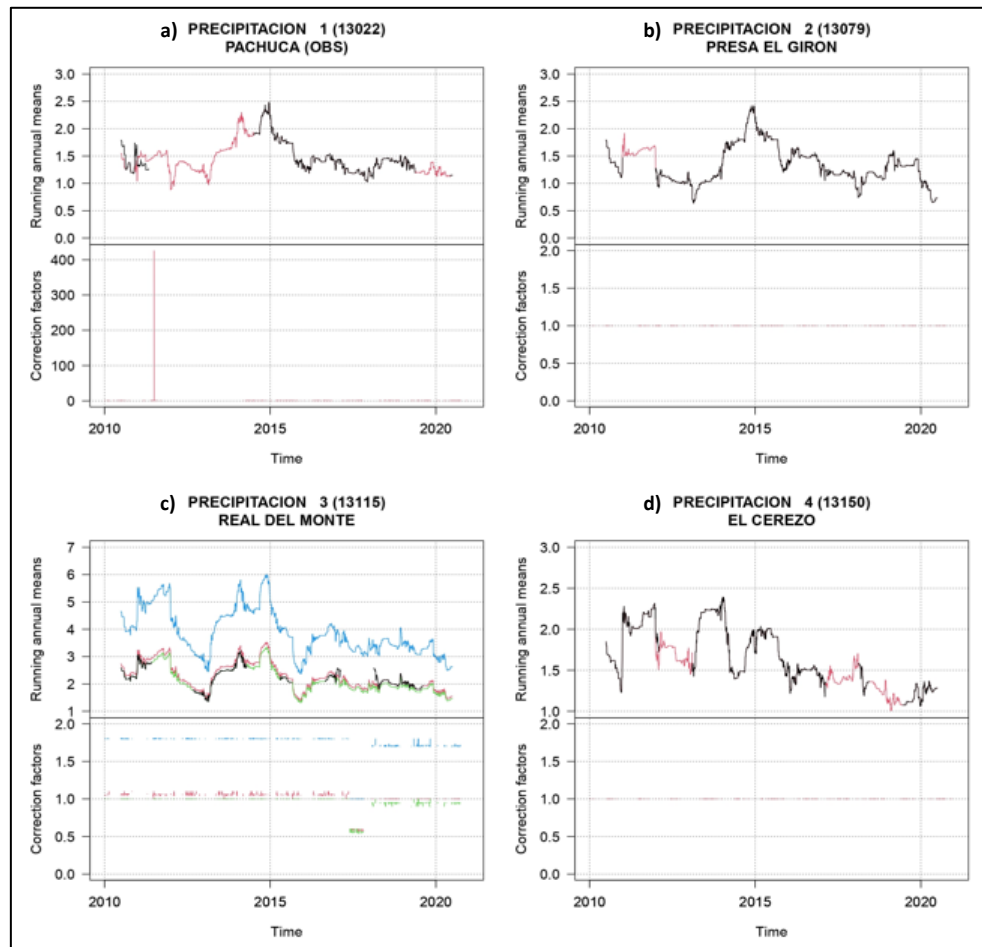 a) PRECIPITACION 1 (13022)
PACHUCA (OBS)
Running annual means
3.0
2.5
2.0
1.5
1.0
0.5
0.0
Correction factors
400
300
200
100
0
2010
2015
2020
Time
b) PRECIPITACION 2 (13079)
PRESA EL GIRON
Running annual means
3.0
2.5
2.0
1.5
1.0
0.5
0.0
Correction factors
2.0
1.5
1.0
0.5
0.0
2010
2015
2020
Time
c) PRECIPITACION 3 (13115)
REAL DEL MONTE
Running annual means
7
6
5
4
3
2
1
Correction factors
2.0
1.5
1.0
0.5
0.0
2010
2015
2020
Time
d) PRECIPITACION 4 (13150)
EL CEREZO
Running annual means
3.0
2.5
2.0
1.5
1.0
Correction factors
2.0
1.5
1.0
0.5
0.0
2010
2015
2020
Time